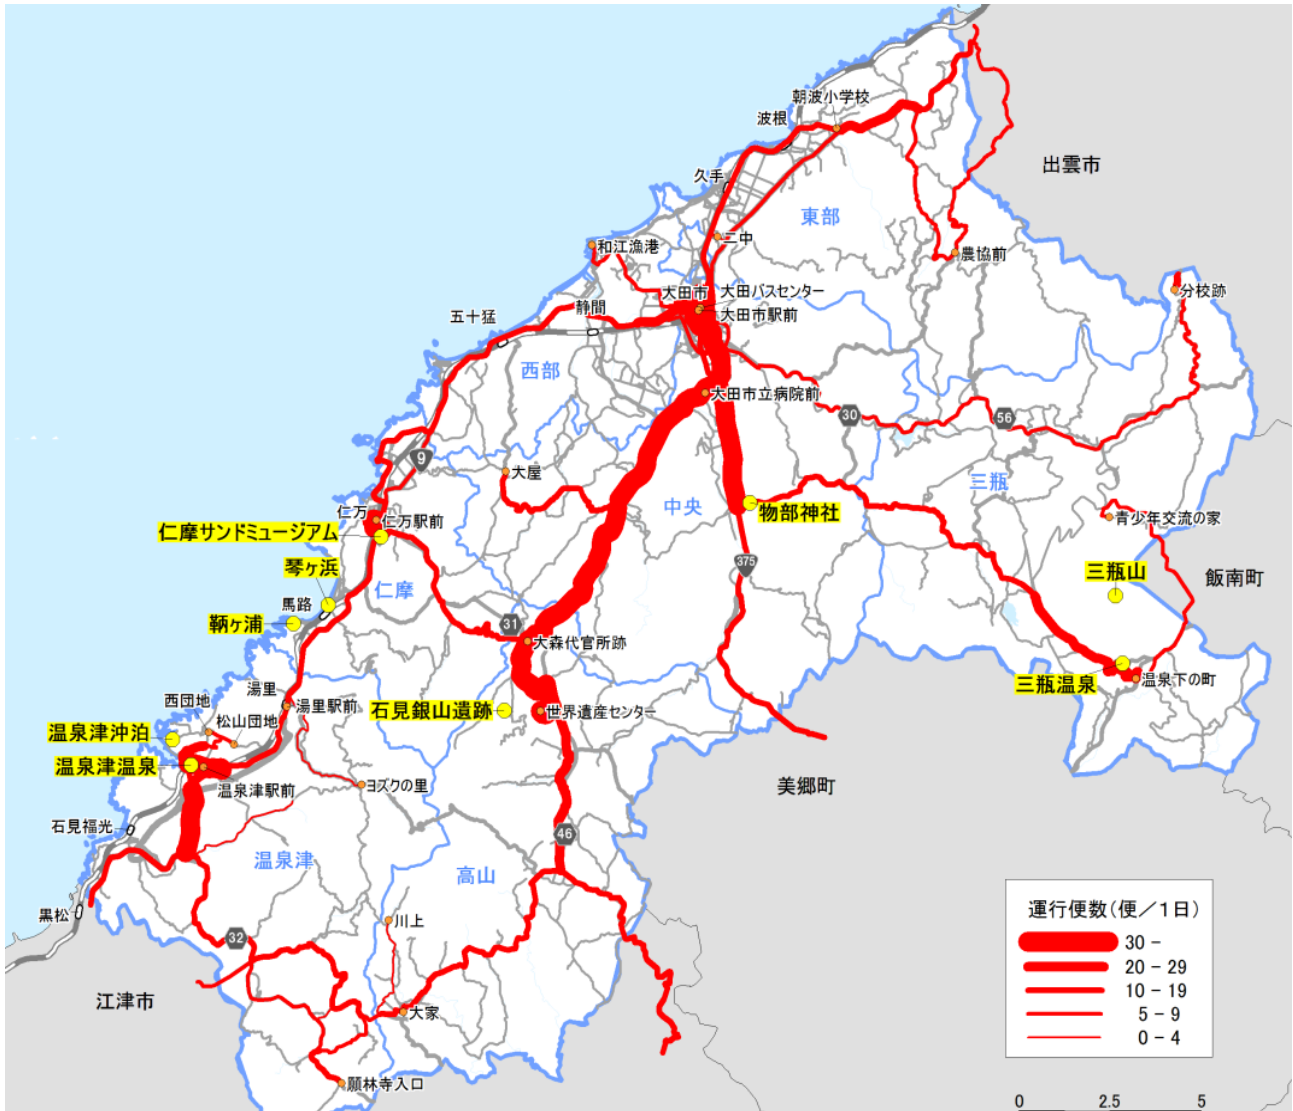 朝波小学校
波根
出雲市
久手
東部
二中
和江漁港
農協前
分校跡
大田市
大田バスセンター
大田市駅前
静間
五十猛
西部
大田市立病院前
30
56
9
大屋
三瓶
中央
物部神社
仁万
仁万駅前
青少年交流の家
仁摩サンドミュージアム
琴ヶ浜
375
三瓶山
飯南町
仁摩
馬路
鞆ヶ浦
31
大森代官所跡
三瓶温泉
温泉下の町
湯里
西団地
湯里駅前
石見銀山遺跡
世界遺産センター
松山団地
温泉津沖泊
温泉津温泉
温泉津駅前
ヨズクの里
美郷町
石見福光
46
温泉津
高山
黒松
川上
32
江津市
大家
願林寺入口
運行便数(便/1日)
30 -
20 - 29
10 - 19
5 - 9
0 - 4
0 2.5 5